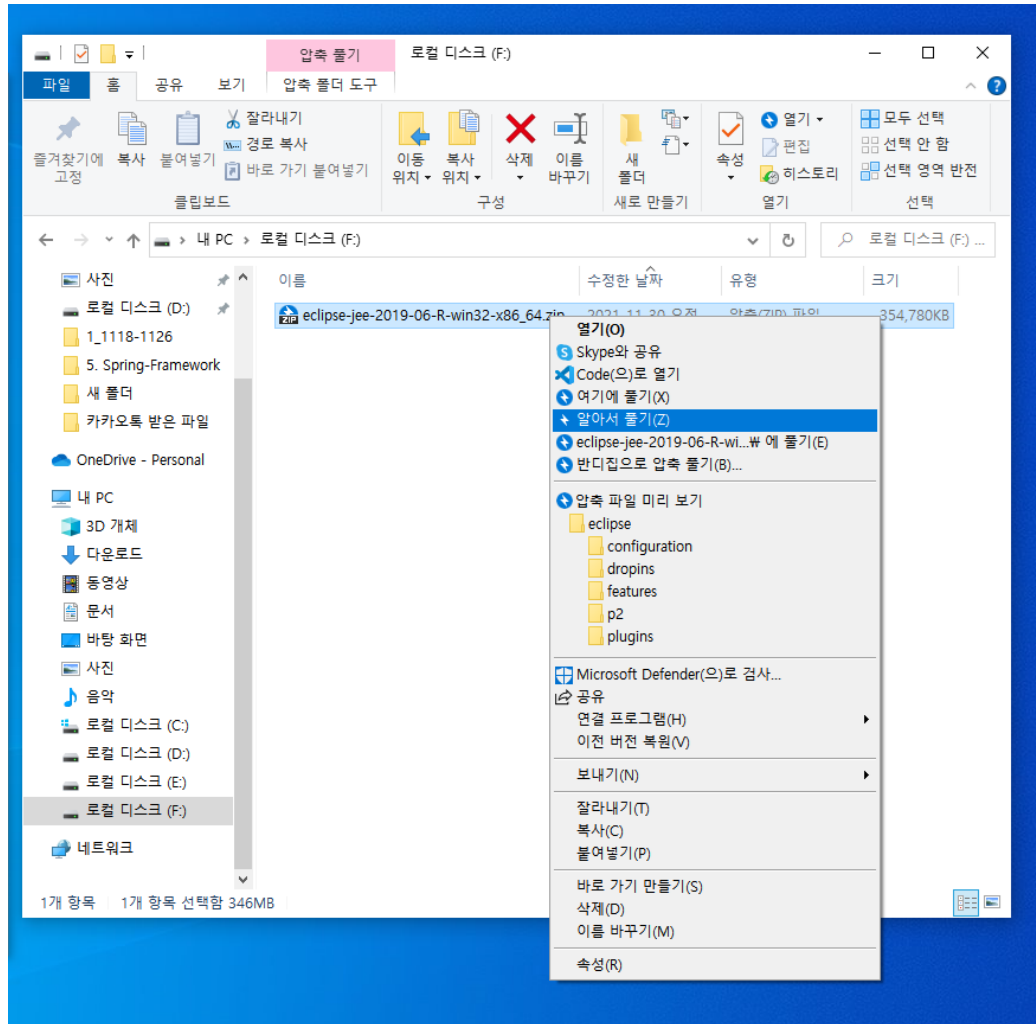 압축 풀기
로컬 디스크 (F:)
파일
홈
공유
보기
압축 폴더 도구
즐겨찾기에
고정
복사
붙여넣기
잘라내기
경로 복사
바로 가기 붙여넣기
클립보드
이동
위치
복사
위치
삭제
이름
바꾸기
구성
새
폴더
새로 만들기
속성
열기
편집
히스토리
열기
모두 선택
선택 안 함
선택 영역 반전
선택
내 PC
로컬 디스크 (F:)
로컬 디스크 (F:) ...
이름
수정한 날짜
유형
크기
eclipse-jee-2019-06-R-win32-x86_64.zip
354,780KB
사진
로컬 디스크 (D:)
1_1118-1126
5. Spring-Framework
새 폴더
카카오톡 받은 파일
OneDrive - Personal
내 PC
3D 개체
다운로드
동영상
문서
바탕 화면
사진
음악
로컬 디스크 (C:)
로컬 디스크 (D:)
로컬 디스크 (E:)
로컬 디스크 (F:)
네트워크
1개 항목
1개 항목 선택함 346MB
열기(O)
Skype와 공유
Code(으)로 열기
여기에 풀기(X)
알아서 풀기(Z)
eclipse-jee-2019-06-R-wi...₩ 에 풀기(E)
반디집으로 압축 풀기(B)...
압축 파일 미리 보기
eclipse
configuration
dropins
features
p2
plugins
Microsoft Defender(으)로 검사...
공유
연결 프로그램(H)
이전 버전 복원(V)
보내기(N)
잘라내기(T)
복사(C)
붙여넣기(P)
바로 가기 만들기(S)
삭제(D)
이름 바꾸기(M)
속성(R)